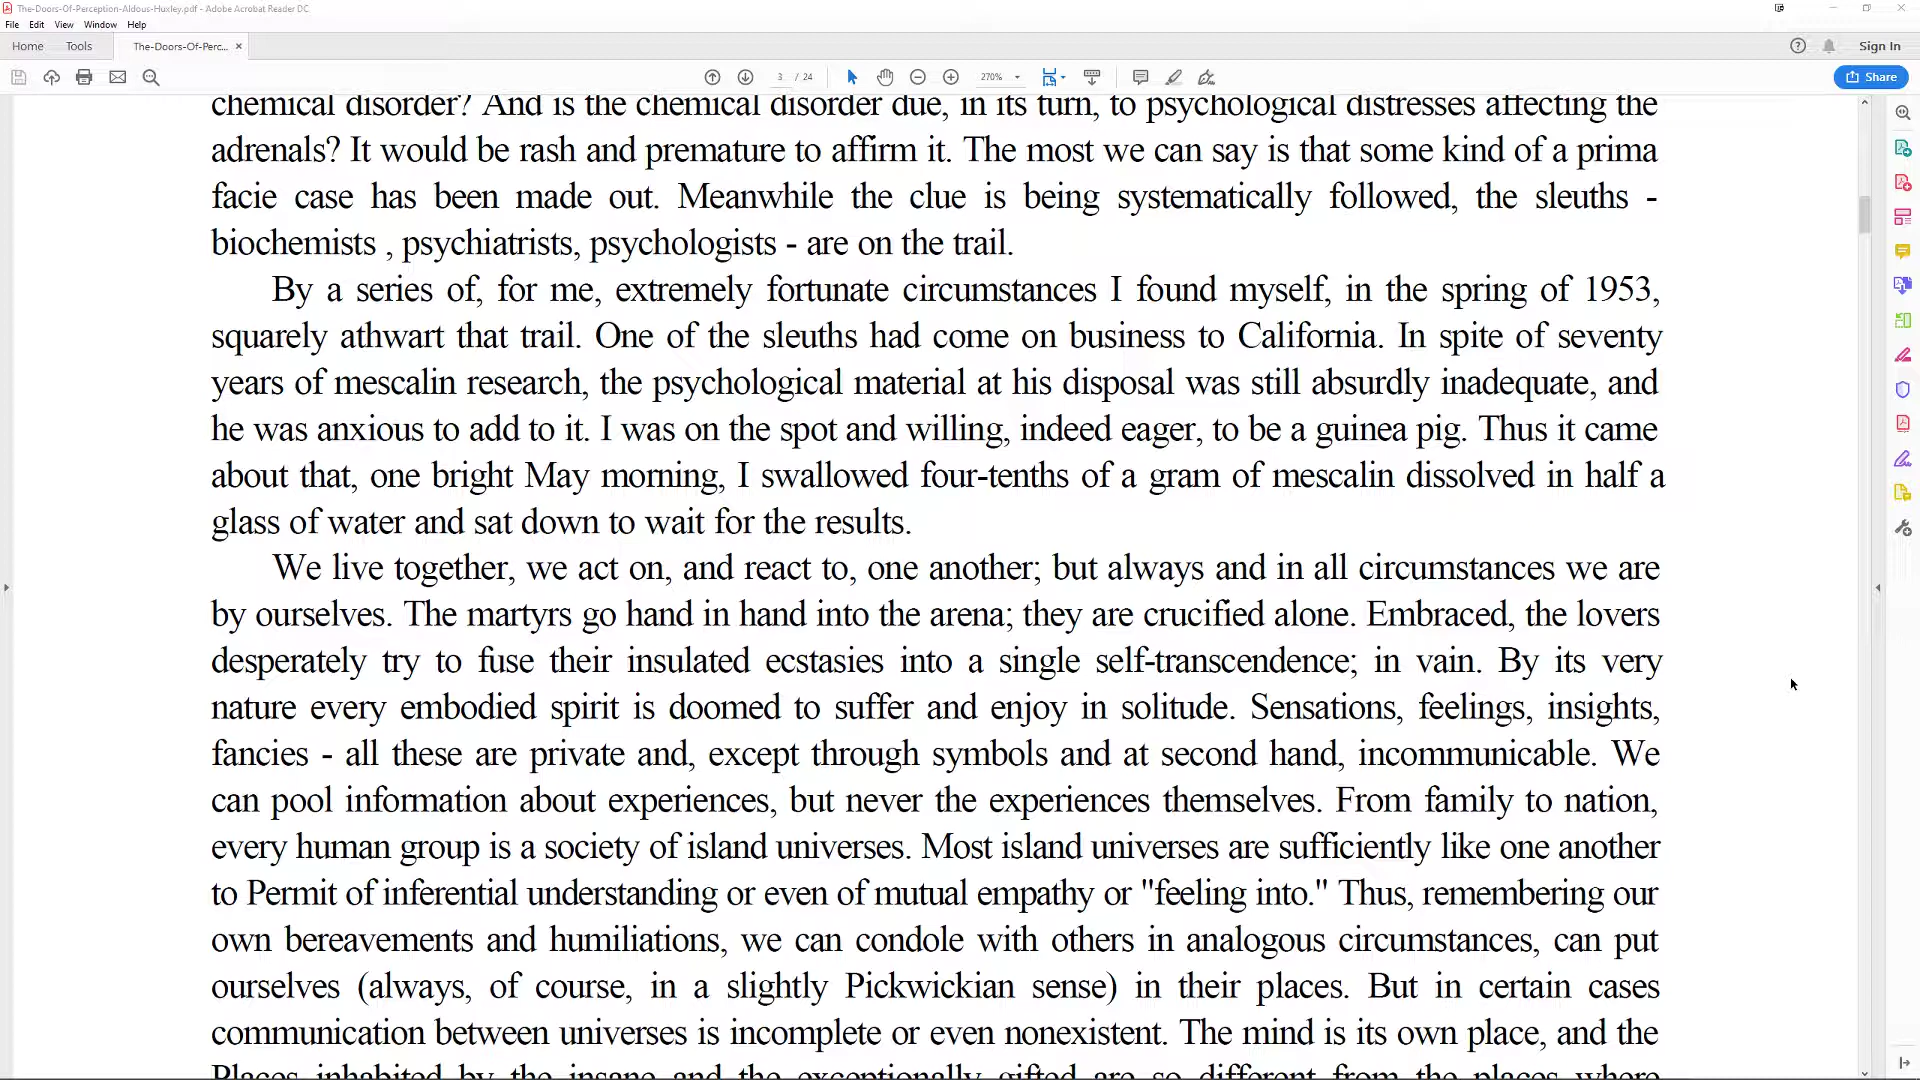 The-Doors-Of-Perception-Aldous-Huxley.pdf - Adobe Acrobat Reader DC
File Edit View Window Help
Home Tools The-Doors-Of-Perc... × Sign In
3 / 24 270% Share
chemical disorder? And is the chemical disorder due, in its turn, to psychological distresses affecting the
adrenals? It would be rash and premature to affirm it. The most we can say is that some kind of a prima
facie case has been made out. Meanwhile the clue is being systematically followed, the sleuths -
biochemists , psychiatrists, psychologists - are on the trail.
By a series of, for me, extremely fortunate circumstances I found myself, in the spring of 1953,
squarely athwart that trail. One of the sleuths had come on business to California. In spite of seventy
years of mescalin research, the psychological material at his disposal was still absurdly inadequate, and
he was anxious to add to it. I was on the spot and willing, indeed eager, to be a guinea pig. Thus it came
about that, one bright May morning, I swallowed four-tenths of a gram of mescalin dissolved in half a
glass of water and sat down to wait for the results.
We live together, we act on, and react to, one another; but always and in all circumstances we are
by ourselves. The martyrs go hand in hand into the arena; they are crucified alone. Embraced, the lovers
desperately try to fuse their insulated ecstasies into a single self-transcendence; in vain. By its very
nature every embodied spirit is doomed to suffer and enjoy in solitude. Sensations, feelings, insights,
fancies - all these are private and, except through symbols and at second hand, incommunicable. We
can pool information about experiences, but never the experiences themselves. From family to nation,
every human group is a society of island universes. Most island universes are sufficiently like one another
to Permit of inferential understanding or even of mutual empathy or "feeling into." Thus, remembering our
own bereavements and humiliations, we can condole with others in analogous circumstances, can put
ourselves (always, of course, in a slightly Pickwickian sense) in their places. But in certain cases
communication between universes is incomplete or even nonexistent. The mind is its own place, and the
Places inhabited by the insane and the exceptionally gifted are so different from the places where